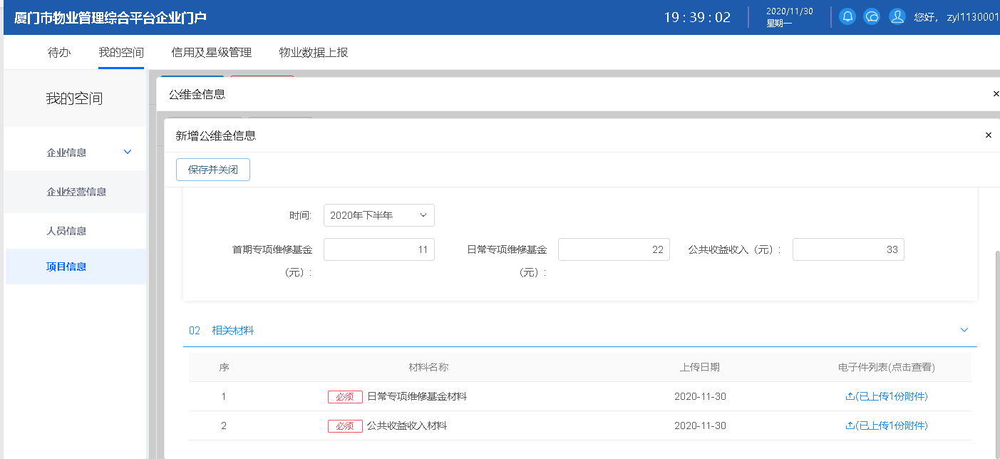 厦门市物业管理综合平台企业门户
19:39:02
2020/11/30
星期一
您好， zyl1130001
待办
我的空间
信用及星级管理
物业数据上报
我的空间
企业信息
企业经营信息
人员信息
项目信息
公维金信息
×
新增公维金信息
×
保存并关闭
时间:
2020年下半年
首期专项维修基金
（元）:
11
日常专项维修基金
（元）:
22
公共收益收入（元）:
33
02 相关材料
序 材料名称 上传日期 电子件列表(点击查看)
1 必须 日常专项维修基金材料 2020-11-30 (已上传1份附件)
2 必须 公共收益收入材料 2020-11-30 (已上传1份附件)